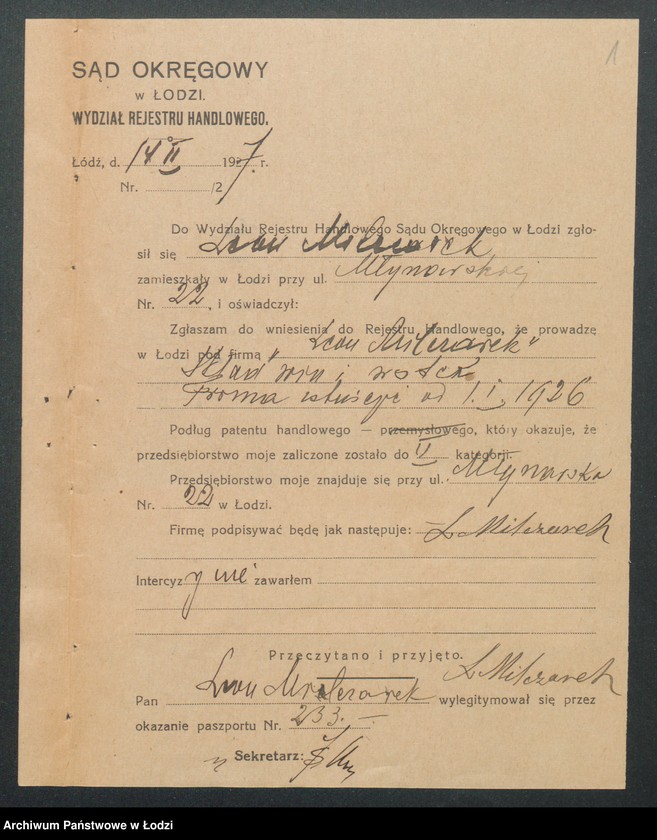 1
SĄD OKRĘGOWY
w ŁODZI.
WYDZIAŁ REJESTRU HANDLOWEGO.
Łódź, d. 14 II 1927. r.
Nr. /2
Do Wydziału Rejestru Handlowego Sądu Okręgowego w Łodzi zgło-
sił się Leon Milczarek
zamieszkały w Łodzi przy ul. Młynarskiej
Nr. 22, i oświadczył:
Zgłaszam do wniesienia do Rejestru Handlowego, że prowadzę
w Łodzi pod firmą "Leon Milczarek"
Skład win i wódek
Firma istnieje od 1. I. 1926
Podług patentu handlowego — przemysłowego, który okazuje, że
przedsiębiorstwo moje zaliczone zostało do II kategorji.
Przedsiębiorstwo moje znajduje się przy ul. Młynarska
Nr. 22 w Łodzi.
Firmę podpisywać będę jak następuje: L. Milczarek
Intercyzy nie zawarłem
Przeczytano i przyjęto.
L. Milczarek
Pan Leon Milczarek wylegitymował się przez
okazanie paszportu Nr. 233. —
Sekretarz:
Archiwum Państwowe w Łodzi